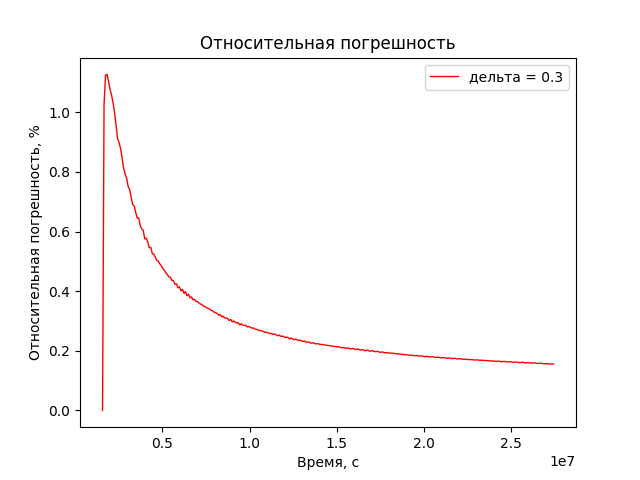 Относительная погрешность
дельта = 0.3
Относительная погрешность, %
1.0
0.8
0.6
0.4
0.2
0.0
0.5 1.0 1.5 2.0 2.5
1e7
Время, с